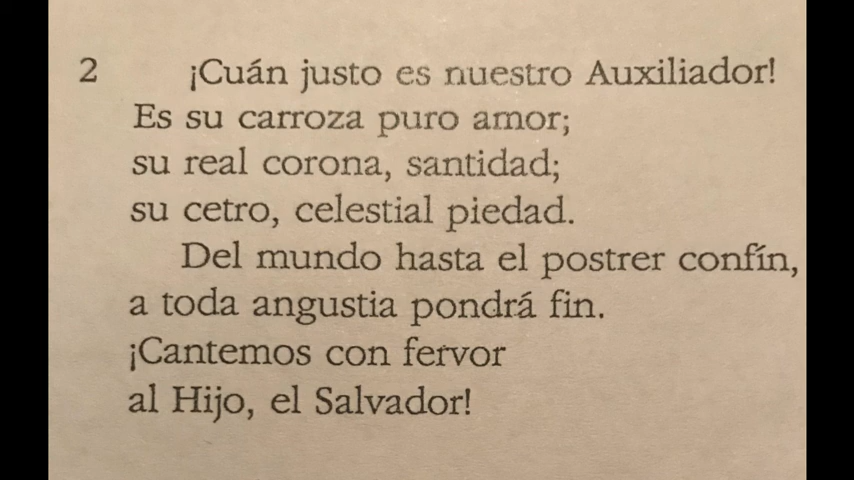 2 ¡Cuán justo es nuestro Auxiliador!
Es su carroza puro amor;
su real corona, santidad;
su cetro, celestial piedad.
Del mundo hasta el postrer confín,
a toda angustia pondrá fin.
¡Cantemos con fervor
al Hijo, el Salvador!